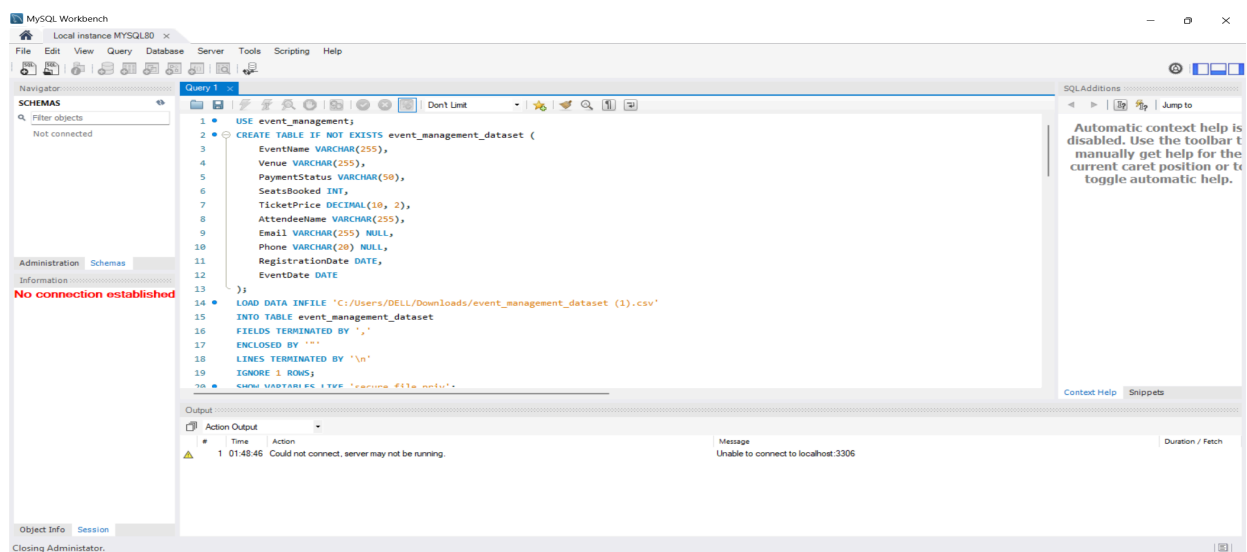 MySQL Workbench
Local instance MYSQL80 ×
File Edit View Query Database Server Tools Scripting Help
Navigator
SCHEMAS
Filter objects
Not connected
Administration Schemas
Information
No connection established
Object Info Session
Query 1 ×
Don't Limit
1 USE event_management;
2 CREATE TABLE IF NOT EXISTS event_management_dataset (
3 EventName VARCHAR(255),
4 Venue VARCHAR(255),
5 PaymentStatus VARCHAR(50),
6 SeatsBooked INT,
7 TicketPrice DECIMAL(10, 2),
8 AttendeeName VARCHAR(255),
9 Email VARCHAR(255) NULL,
10 Phone VARCHAR(20) NULL,
11 RegistrationDate DATE,
12 EventDate DATE
13 );
14 LOAD DATA INFILE 'C:/Users/DELL/Downloads/event_management_dataset (1).csv'
15 INTO TABLE event_management_dataset
16 FIELDS TERMINATED BY ','
17 ENCLOSED BY '"'
18 LINES TERMINATED BY '\n'
19 IGNORE 1 ROWS;
20 SHOW VARIABLES LIKE 'secure_file_priv';
SQLAdditions
Jump to
Automatic context help is
disabled. Use the toolbar t
manually get help for the
current caret position or to
toggle automatic help.
Context Help Snippets
Output
Action Output
# Time Action Message Duration / Fetch
1 01:48:46 Could not connect, server may not be running. Unable to connect to localhost:3306
Closing Administator.